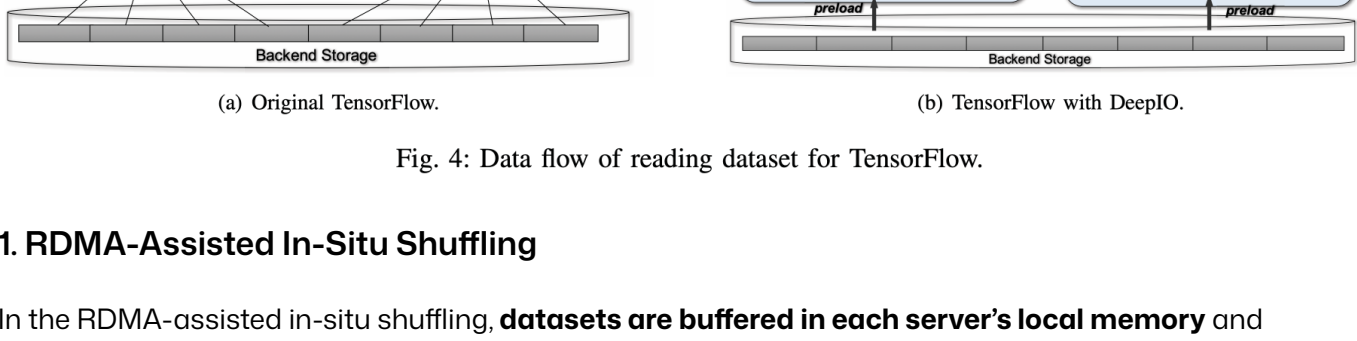 preload
preload
Backend Storage
Backend Storage
(a) Original TensorFlow.
(b) TensorFlow with DeepIO.
Fig. 4: Data flow of reading dataset for TensorFlow.
1. RDMA-Assisted In-Situ Shuffling
In the RDMA-assisted in-situ shuffling, datasets are buffered in each server’s local memory and